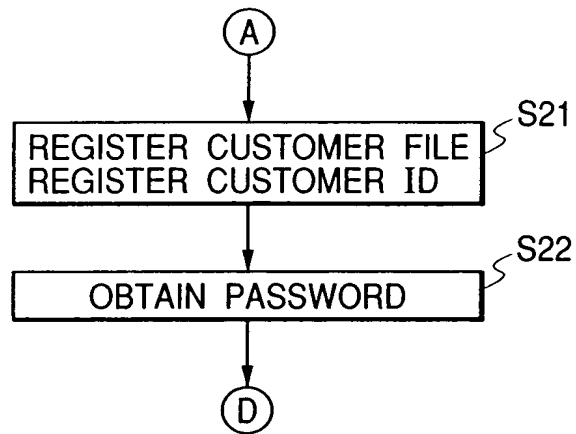 A
S21
REGISTER CUSTOMER FILE
REGISTER CUSTOMER ID
S22
OBTAIN PASSWORD
D